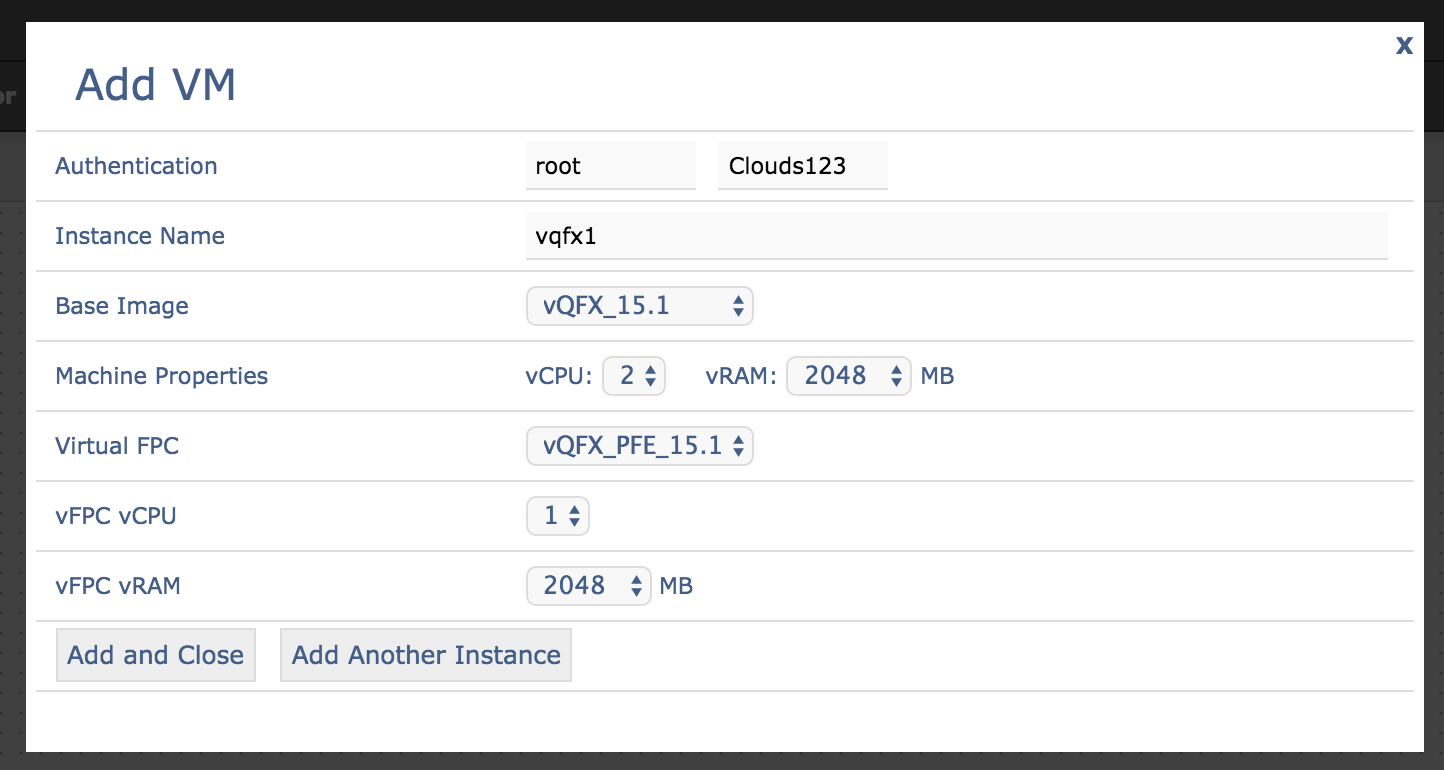 x
or
Add VM
Authentication root Clouds123
Instance Name vqfx1
Base Image vQFX_15.1
Machine Properties vCPU: 2 vRAM: 2048 MB
Virtual FPC vQFX_PFE_15.1
vFPC vCPU 1
vFPC vRAM 2048 MB
Add and Close Add Another Instance